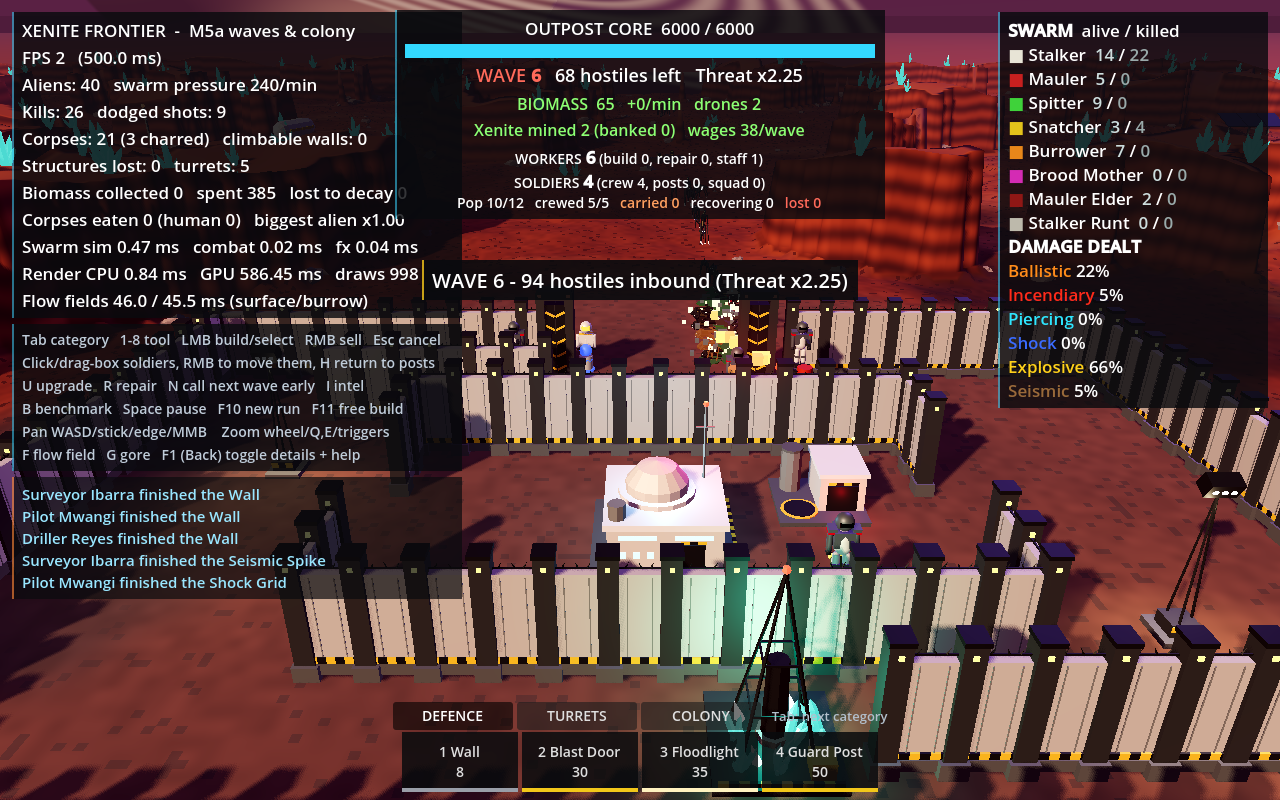 XENITE FRONTIER - M5a waves & colony
FPS 2 (500.0 ms)
Aliens: 40 swarm pressure 240/min
Kills: 26 dodged shots: 9
Corpses: 21 (3 charred) climbable walls: 0
Structures lost: 0 turrets: 5
Biomass collected 0 spent 385 lost to decay 0
Corpses eaten 0 (human 0) biggest alien x1.00
Swarm sim 0.47 ms combat 0.02 ms fx 0.04 ms
Render CPU 0.84 ms GPU 586.45 ms draws 998
Flow fields 46.0 / 45.5 ms (surface/burrow)
Tab category 1-8 tool LMB build/select RMB sell Esc cancel
Click/drag-box soldiers, RMB to move them, H return to posts
U upgrade R repair N call next wave early I intel
B benchmark Space pause F10 new run F11 free build
Pan WASD/stick/edge/MMB Zoom wheel/Q,E/triggers
F flow field G gore F1 (Back) toggle details + help
Surveyor Ibarra finished the Wall
Pilot Mwangi finished the Wall
Driller Reyes finished the Wall
Surveyor Ibarra finished the Seismic Spike
Pilot Mwangi finished the Shock Grid
OUTPOST CORE 6000 / 6000
WAVE 6 68 hostiles left Threat x2.25
BIOMASS 65 +0/min drones 2
Xenite mined 2 (banked 0) wages 38/wave
WORKERS 6 (build 0, repair 0, staff 1)
SOLDIERS 4 (crew 4, posts 0, squad 0)
Pop 10/12 crewed 5/5 carried 0 recovering 0 lost 0
WAVE 6 - 94 hostiles inbound (Threat x2.25)
SWARM alive / killed
Stalker 14 / 22
Mauler 5 / 0
Spitter 9 / 0
Snatcher 3 / 4
Burrower 7 / 0
Brood Mother 0 / 0
Mauler Elder 2 / 0
Stalker Runt 0 / 0
DAMAGE DEALT
Ballistic 22%
Incendiary 5%
Piercing 0%
Shock 0%
Explosive 66%
Seismic 5%
DEFENCE TURRETS COLONY
next category
1 Wall 2 Blast Door 3 Floodlight 4 Guard Post
8 30 35 50